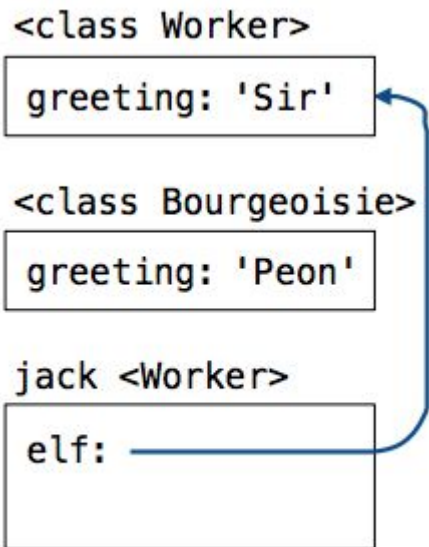 <class Worker>
greeting: 'Sir'
<class Bourgeoisie>
greeting: 'Peon'
jack <Worker>
elf: